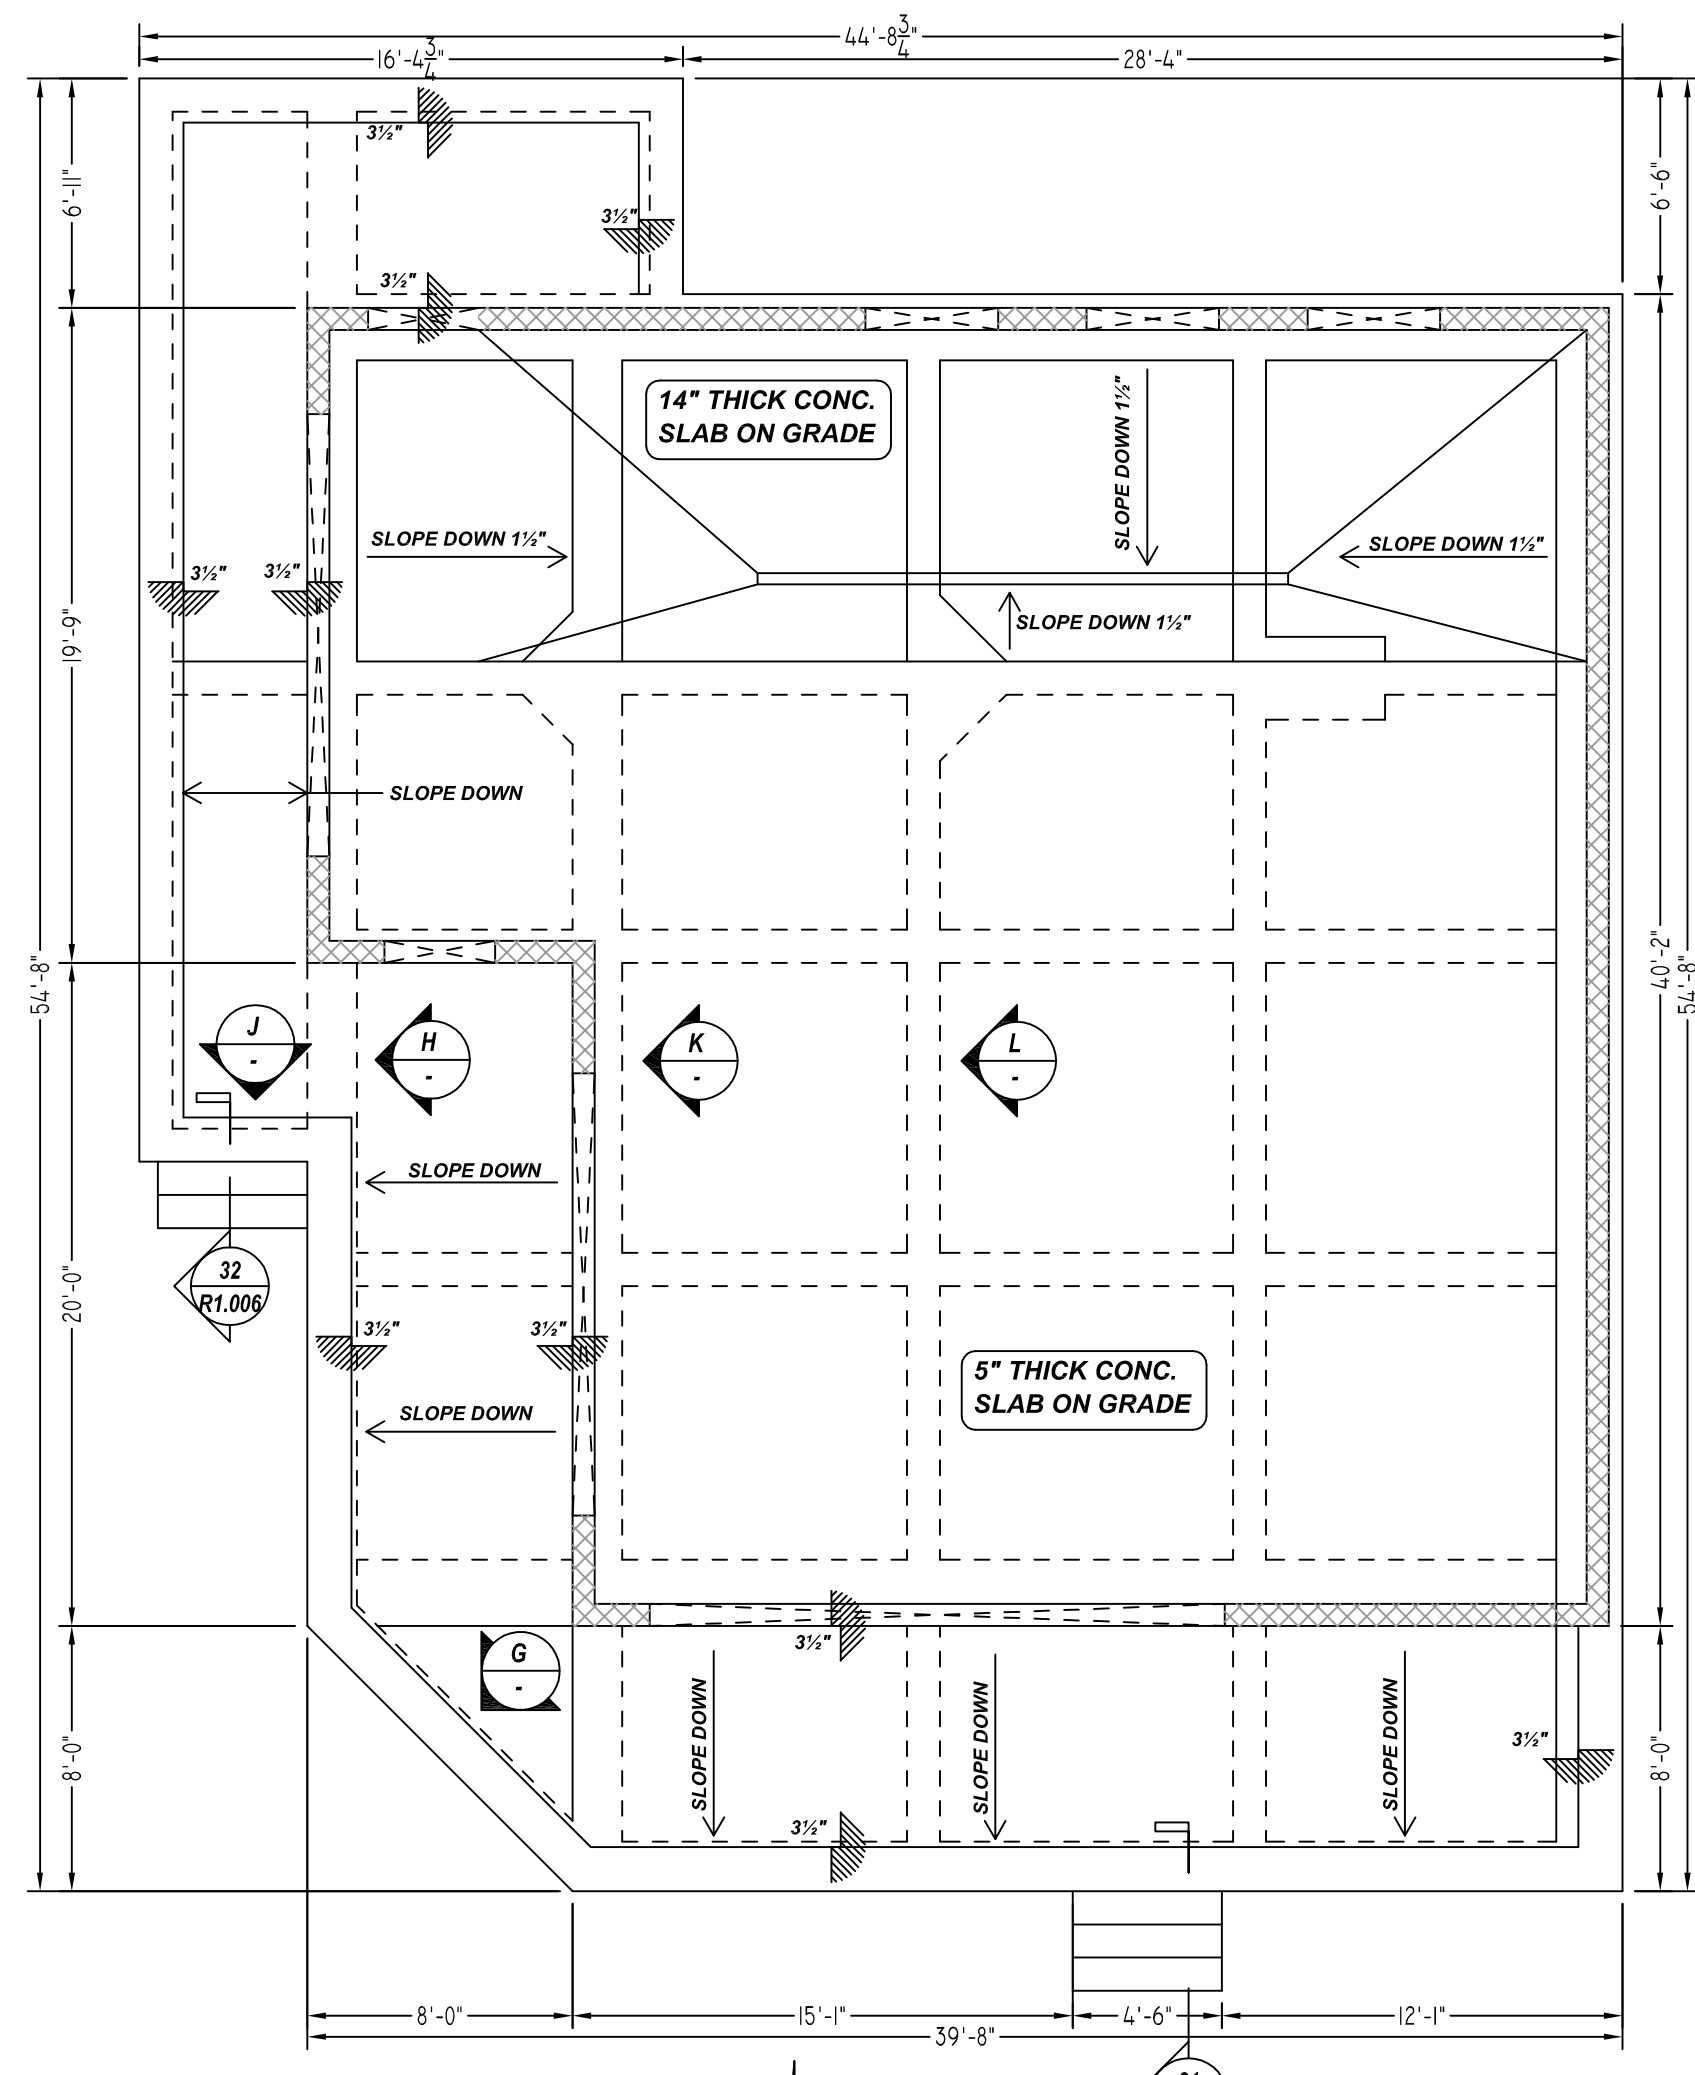 44'-8 3/4"
16'-4 3/4"
28'-4"
6'-11"
6'-6"
3½"
3½"
3½"
14" THICK CONC.
SLAB ON GRADE
SLOPE DOWN 1½"
SLOPE DOWN 1½"
SLOPE DOWN 1½"
3½"
3½"
SLOPE DOWN 1½"
19'-9"
SLOPE DOWN
54'-8"
40'-2"
54'-8"
J
-
H
-
K
-
L
-
SLOPE DOWN
32
R1.006
20'-0"
3½"
3½"
5" THICK CONC.
SLAB ON GRADE
SLOPE DOWN
3½"
G
-
SLOPE DOWN
SLOPE DOWN
SLOPE DOWN
3½"
8'-0"
8'-0"
3½"
8'-0"
15'-1"
4'-6"
12'-1"
39'-8"